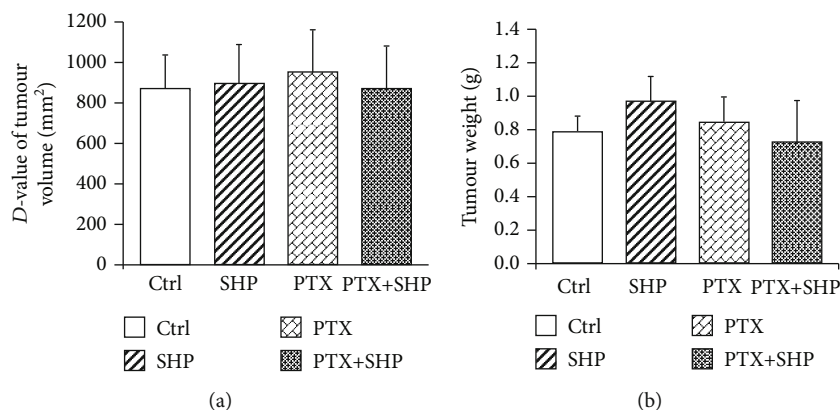 D-value of tumour
volume (mm²)
1200
1000
800
600
400
200
0
Ctrl SHP PTX PTX+SHP
Ctrl PTX
SHP PTX+SHP
(a)
Tumour weight (g)
1.4
1.2
1.0
0.8
0.6
0.4
0.2
0.0
Ctrl SHP PTX PTX+SHP
Ctrl PTX
SHP PTX+SHP
(b)